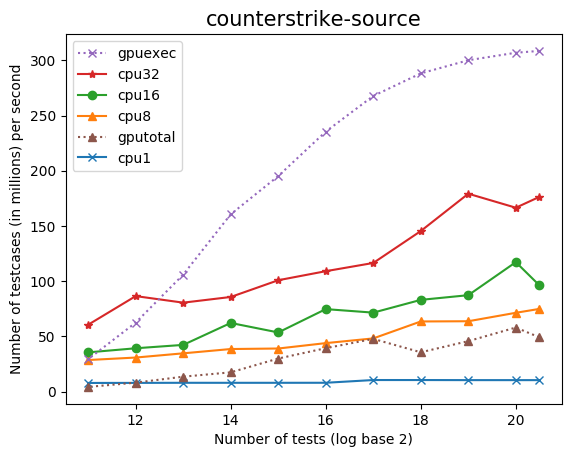 counterstrike-source
gpuexec
cpu32
cpu16
cpu8
gputotal
cpu1
Number of testcases (in millions) per second
300
250
200
150
100
50
0
12 14 16 18 20
Number of tests (log base 2)